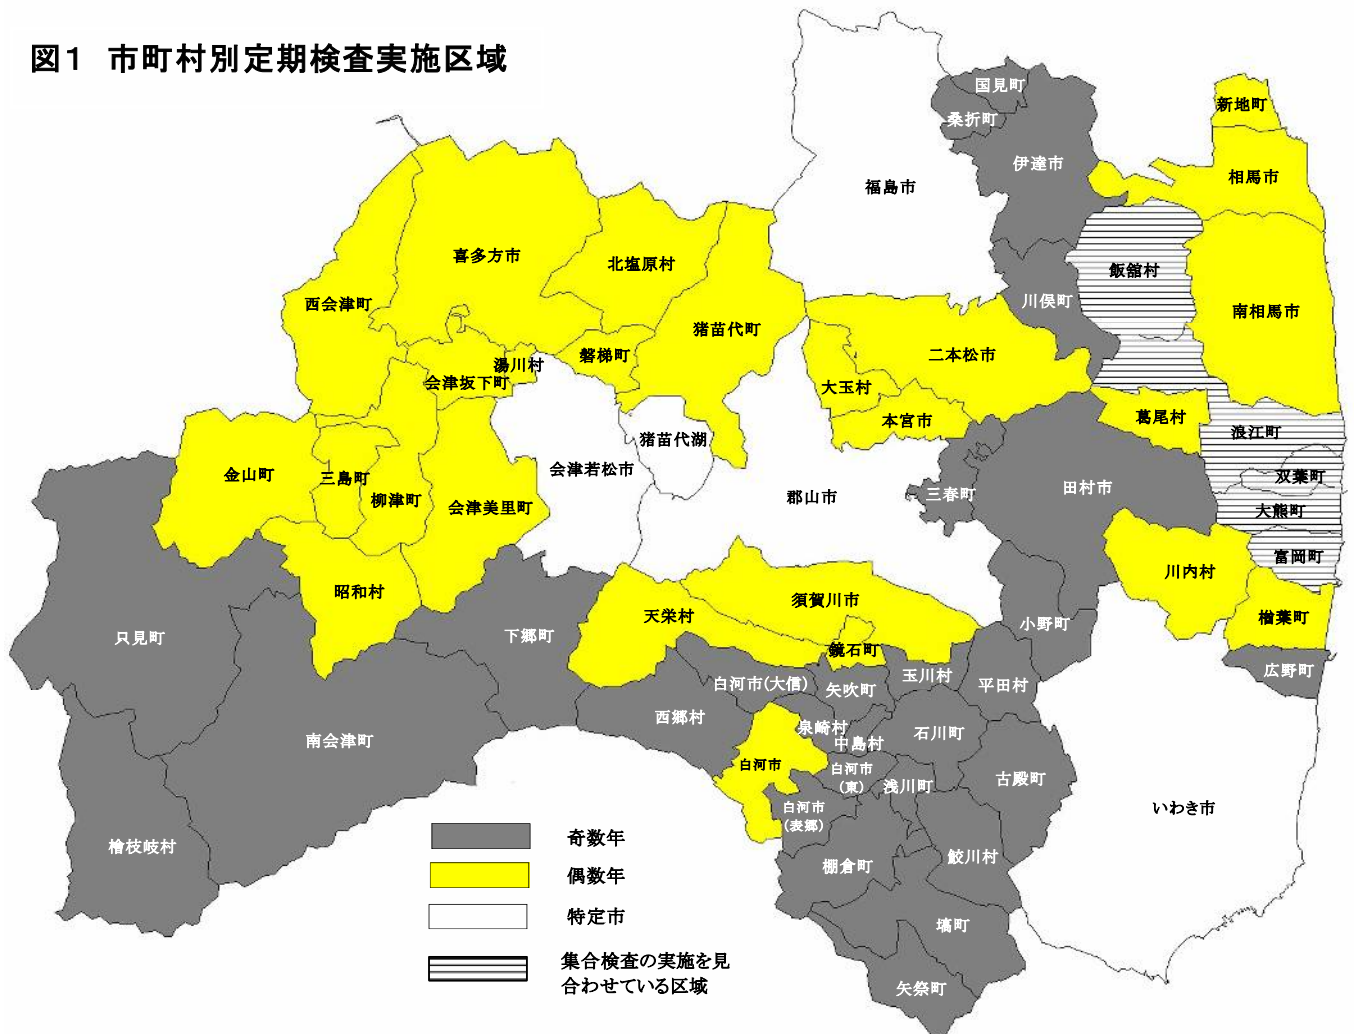 図1 市町村別定期検査実施区域
国見町
桑折町
新地町
伊達市
相馬市
福島市
喜多方市
北塩原村
飯舘村
西会津町
川俣町
南相馬市
猪苗代町
二本松市
磐梯町
湯川村
会津坂下町
大玉村
本宮市
葛尾村
浪江町
猪苗代湖
会津若松市
金山町
三島町
柳津町
会津美里町
郡山市
三春町
田村市
双葉町
大熊町
富岡町
川内村
昭和村
須賀川市
天栄村
檜葉町
小野町
只見町
下郷町
鏡石町
玉川村
平田村
広野町
白河市(大信)
矢吹町
西郷村
泉崎村
中島村
石川町
南会津町
白河市
白河市
(東)
浅川町
古殿町
白河市
(表郷)
いわき市
檜枝岐村
棚倉町
鮫川村
塙町
矢祭町
奇数年
偶数年
特定市
集合検査の実施を見
合わせている区域